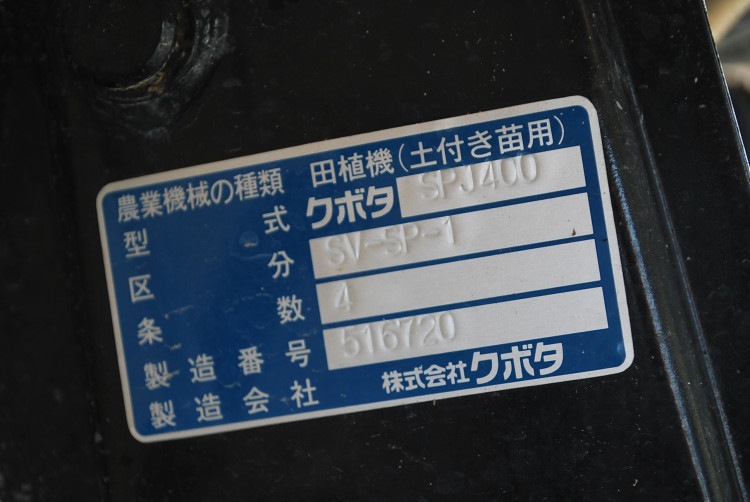 農業機械の種類 田植機(土付き苗用)
型式 クボタ SPJ400
区分 SV-SP-1
条数 4
製造番号 516720
製造会社 株式会社クボタ